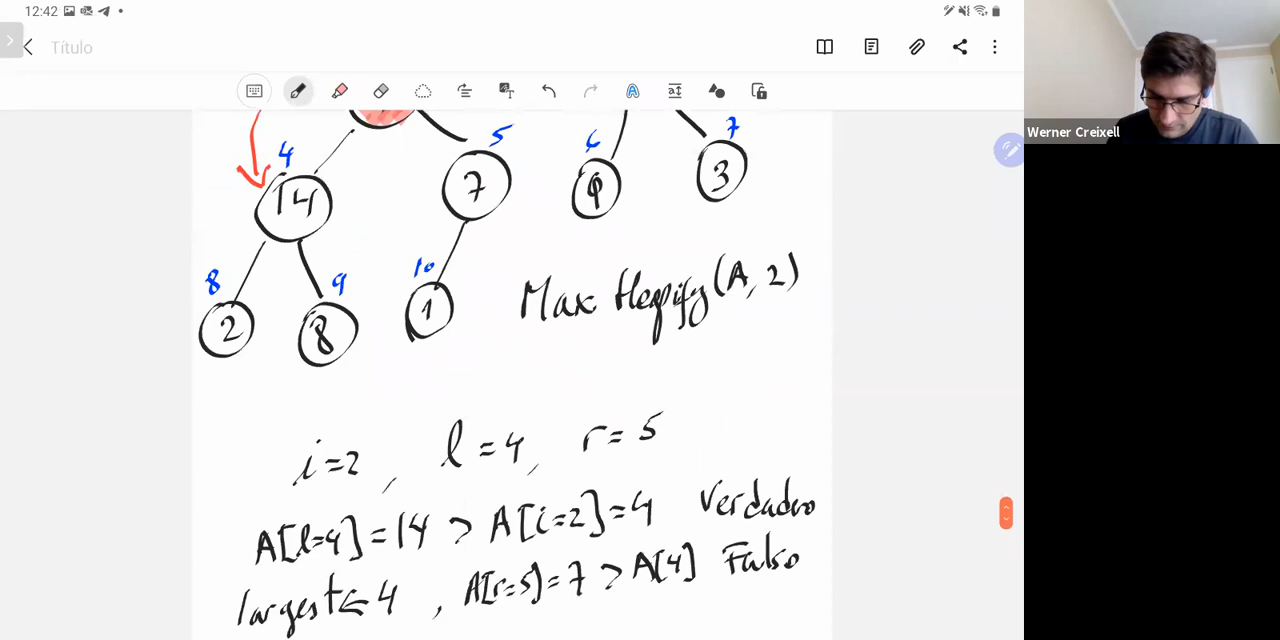 12:42
Título
Werner Creixell
4
5
6
7
14
7
9
3
8
9
10
2
8
1
Max Heapify(A, 2)
i=2 , l=4, r=5
A[l=4]=14 > A[i=2]=4 Verdadero
largest ← 4 , A[r=5]=7 > A[4] Falso